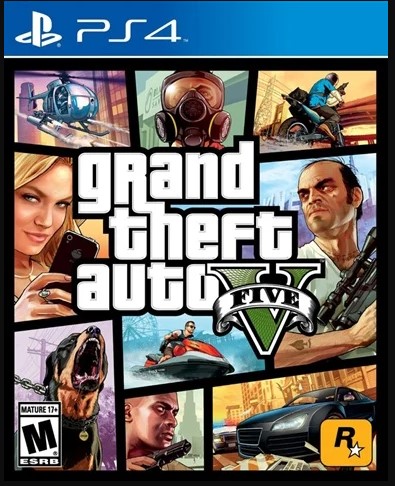 PS4
grand
theft
auto V
FIVE
MATURE 17+
M
ESRB
R